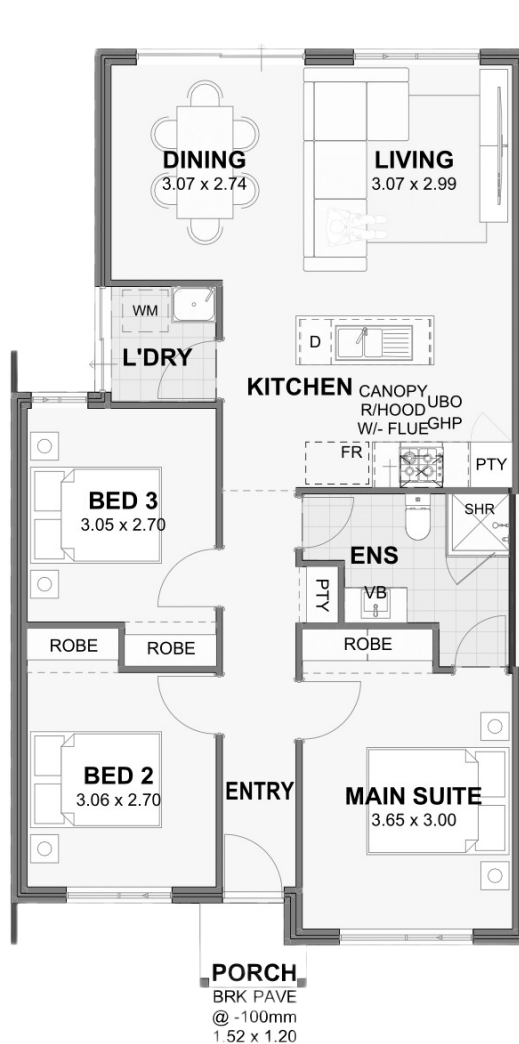 DINING
3.07 x 2.74
LIVING
3.07 x 2.99
WM
L'DRY
D
KITCHEN
CANOPY
R/HOOD
W/- FLUE
UBO
GHP
FR
PTY
BED 3
3.05 x 2.70
SHR
ENS
PTY
VB
ROBE
ROBE
ROBE
BED 2
3.06 x 2.70
ENTRY
MAIN SUITE
3.65 x 3.00
PORCH
BRK PAVE
@ -100mm
1.52 x 1.20